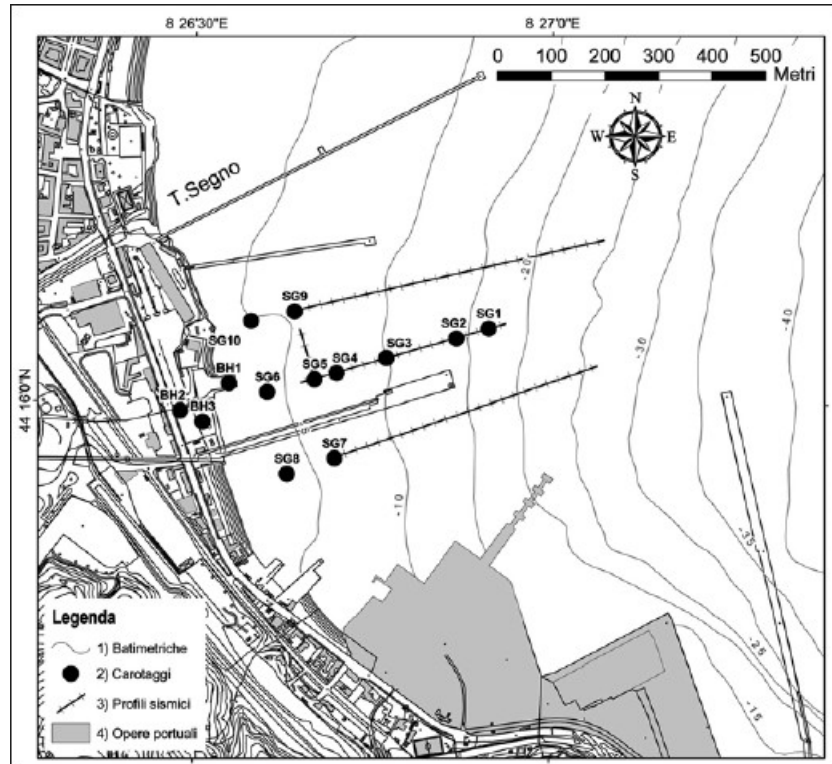 8 26'30"E
8 27'0"E
0 100 200 300 400 500
Metri
N
W E
S
T.Segno
-20
SG9
SG10
SG1
SG2
SG3
SG4
SG5
SG6
BH1
BH2
BH3
-40
-30
44 16'0"N
SG7
SG8
-10
-35
-25
-15
Legenda
1) Batimetriche
2) Carotaggi
3) Profili sismici
4) Opere portuali